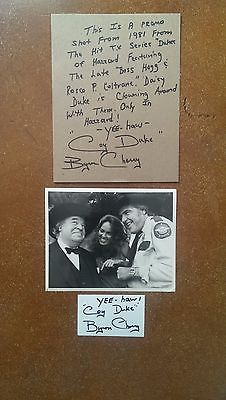 This Is A Promo
Shot From 1981 From
The Hit T.V Series Dukes
of Hazzard Featuring
The Late Boss Hogg &
Rosco P. Coltrane. Daisy
Duke is Clowning Around
With Them. Only In
Hazzard!
-YEE-haw-
"Coy Duke"
Byron Cherry
YEE-haw!
"Coy Duke"
Byron Cherry